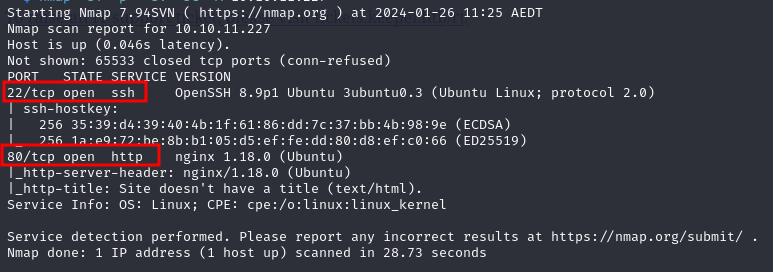 Starting Nmap 7.94SVN ( https://nmap.org ) at 2024-01-26 11:25 AEDT
Nmap scan report for 10.10.11.227
Host is up (0.046s latency).
Not shown: 65533 closed tcp ports (conn-refused)
PORT   STATE SERVICE VERSION
22/tcp open  ssh     OpenSSH 8.9p1 Ubuntu 3ubuntu0.3 (Ubuntu Linux; protocol 2.0)
| ssh-hostkey:
|   256 35:39:d4:39:40:4b:1f:61:86:dd:7c:37:bb:4b:98:9e (ECDSA)
|_  256 1a:e9:72:be:8b:b1:05:d5:ef:fe:dd:80:d8:ef:c0:66 (ED25519)
80/tcp open  http    nginx 1.18.0 (Ubuntu)
|_http-server-header: nginx/1.18.0 (Ubuntu)
|_http-title: Site doesn't have a title (text/html).
Service Info: OS: Linux; CPE: cpe:/o:linux:linux_kernel

Service detection performed. Please report any incorrect results at https://nmap.org/submit/ .
Nmap done: 1 IP address (1 host up) scanned in 28.73 seconds